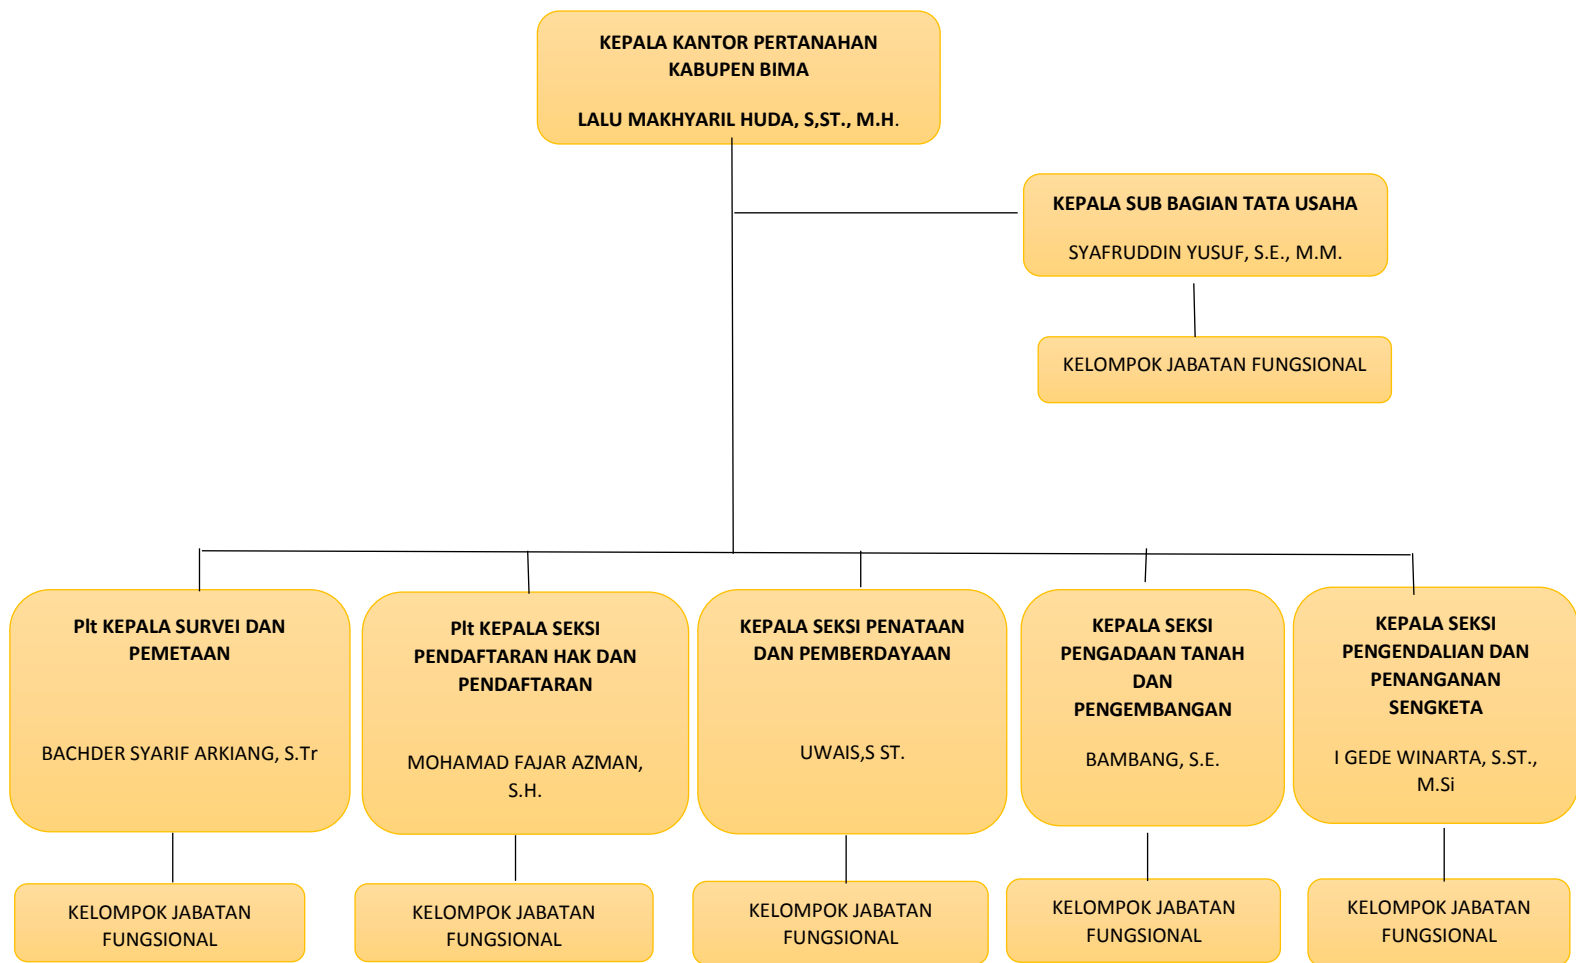 KEPALA KANTOR PERTANAHAN
KABUPEN BIMA
LALU MAKHYARIL HUDA, S,ST., M.H.
KEPALA SUB BAGIAN TATA USAHA
SYAFRUDDIN YUSUF, S.E., M.M.
KELOMPOK JABATAN FUNGSIONAL
Plt KEPALA SURVEI DAN
PEMETAAN
BACHDER SYARIF ARKIANG, S.Tr
Plt KEPALA SEKSI
PENDAFTARAN HAK DAN
PENDAFTARAN
MOHAMAD FAJAR AZMAN,
S.H.
KEPALA SEKSI PENATAAN
DAN PEMBERDAYAAN
UWAIS,S ST.
KEPALA SEKSI
PENGADAAN TANAH
DAN
PENGEMBANGAN
BAMBANG, S.E.
KEPALA SEKSI
PENGENDALIAN DAN
PENANGANAN
SENGKETA
I GEDE WINARTA, S.ST.,
M.Si
KELOMPOK JABATAN
FUNGSIONAL
KELOMPOK JABATAN
FUNGSIONAL
KELOMPOK JABATAN
FUNGSIONAL
KELOMPOK JABATAN
FUNGSIONAL
KELOMPOK JABATAN
FUNGSIONAL